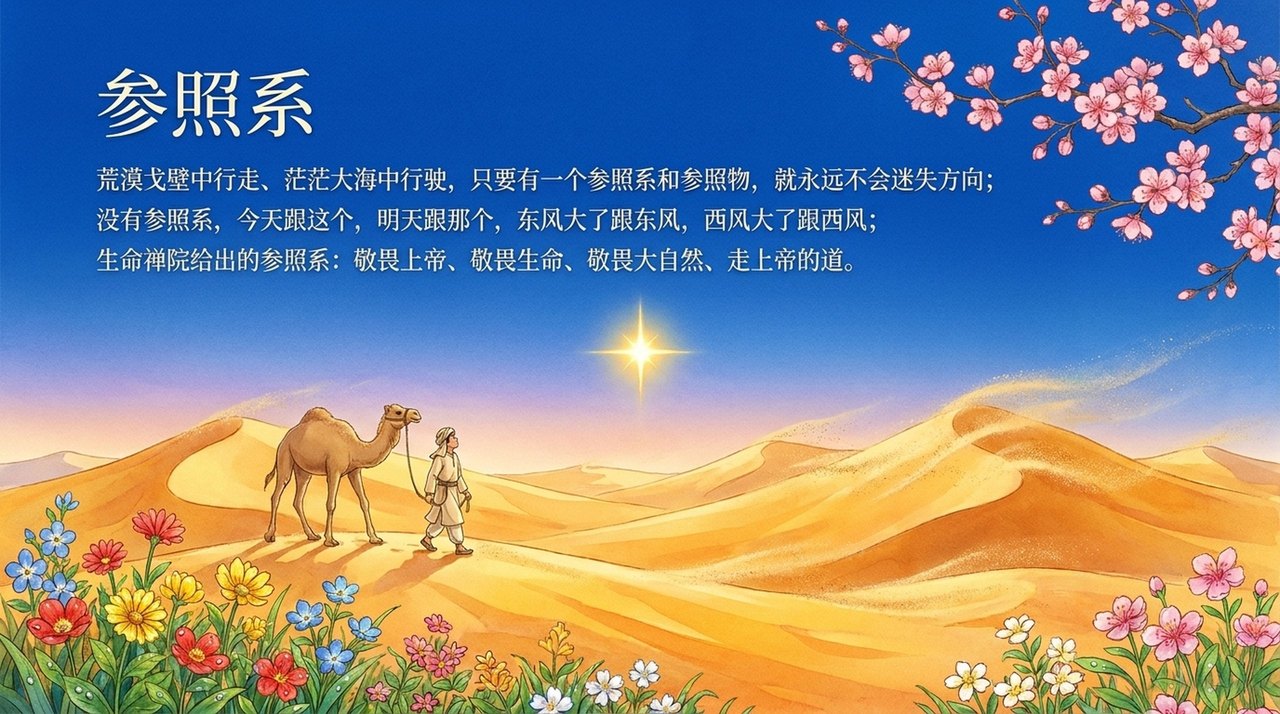 参照系
荒漠戈壁中行走、茫茫大海中行驶，只要有一个参照系和参照物，就永远不会迷失方向；
没有参照系，今天跟这个，明天跟那个，东风大了跟东风，西风大了跟西风；
生命禅院给出的参照系：敬畏上帝、敬畏生命、敬畏大自然、走上帝的道。